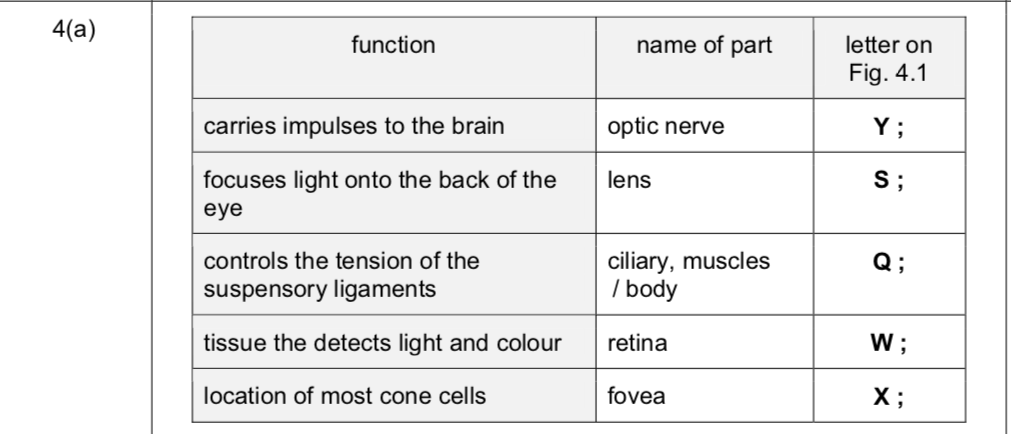 4(a)
function name of part letter on
Fig. 4.1
carries impulses to the brain optic nerve Y ;
focuses light onto the back of the lens S ;
eye
controls the tension of the ciliary, muscles Q ;
suspensory ligaments / body
tissue the detects light and colour retina W ;
location of most cone cells fovea X ;